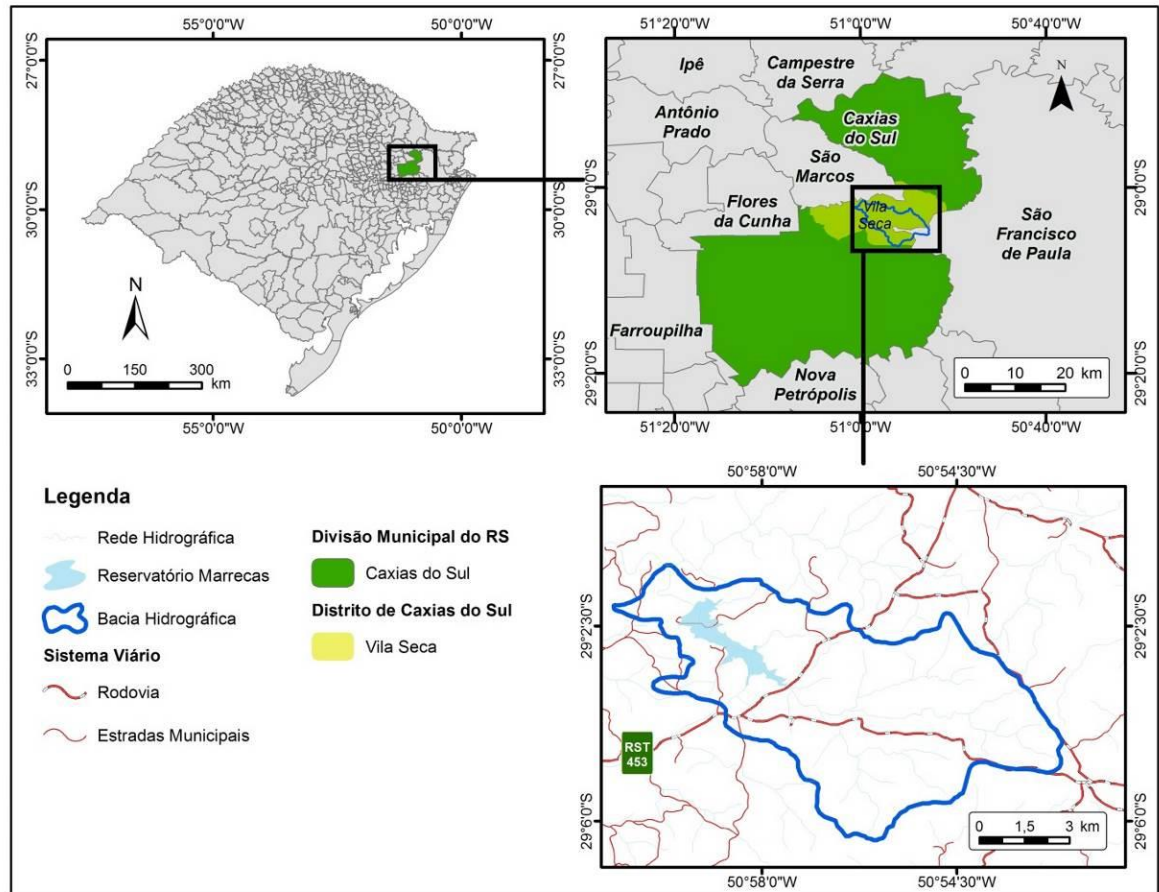 55°0'0"W
50°0'0"W
27°0'0"S
30°0'0"S
33°0'0"S
27°0'0"S
30°0'0"S
33°0'0"S
N
0 150 300
km
55°0'0"W
50°0'0"W
51°20'0"W
51°0'0"W
50°40'0"W
29°0'0"S
29°20'0"S
29°0'0"S
29°20'0"S
Ipê
Campestre
da Serra
N
Antônio
Prado
Caxias
do Sul
São
Marcos
Flores
da Cunha
Vila
Seca
São
Francisco
de Paula
Farroupilha
Nova
Petrópolis
0 10 20
km
51°20'0"W
51°0'0"W
50°40'0"W
Legenda
Rede Hidrográfica
Reservatório Marrecas
Bacia Hidrográfica
Sistema Viário
Rodovia
Estradas Municipais
Divisão Municipal do RS
Caxias do Sul
Distrito de Caxias do Sul
Vila Seca
50°58'0"W
50°54'30"W
29°2'30"S
29°6'0"S
29°2'30"S
29°6'0"S
RST
453
0 1,5 3 km
50°58'0"W
50°54'30"W